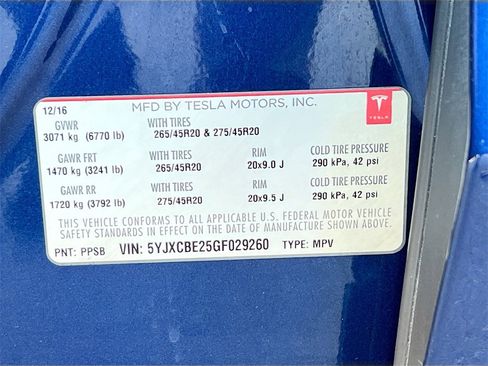 12/16 MFD BY TESLA MOTORS, INC.
TESLA
GVWR WITH TIRES
3071 kg (6770 lb) 265/45R20 & 275/45R20
GAWR FRT WITH TIRES RIM COLD TIRE PRESSURE
1470 kg (3241 lb) 265/45R20 20x9.0 J 290 kPa, 42 psi
GAWR RR WITH TIRES RIM COLD TIRE PRESSURE
1720 kg (3792 lb) 275/45R20 20x9.5 J 290 kPa, 42 psi
THIS VEHICLE CONFORMS TO ALL APPLICABLE U.S. FEDERAL MOTOR VEHICLE
SAFETY STANDARDS IN EFFECT ON THE DATE OF MANUFACTURE SHOWN ABOVE.
PNT: PPSB VIN: 5YJXCBE25GF029260 TYPE: MPV